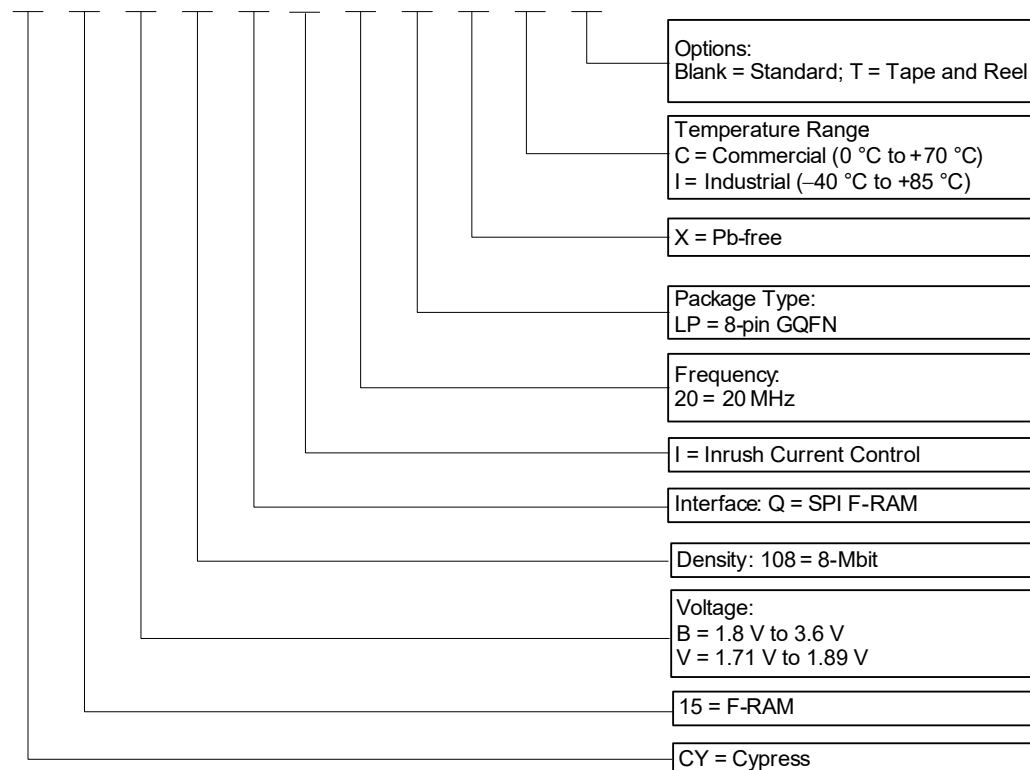 Options:
Blank = Standard; T = Tape and Reel
Temperature Range
C = Commercial (0 °C to +70 °C)
I = Industrial (–40 °C to +85 °C)
X = Pb-free
Package Type:
LP = 8-pin GQFN
Frequency:
20 = 20 MHz
I = Inrush Current Control
Interface: Q = SPI F-RAM
Density: 108 = 8-Mbit
Voltage:
B = 1.8 V to 3.6 V
V = 1.71 V to 1.89 V
15 = F-RAM
CY = Cypress